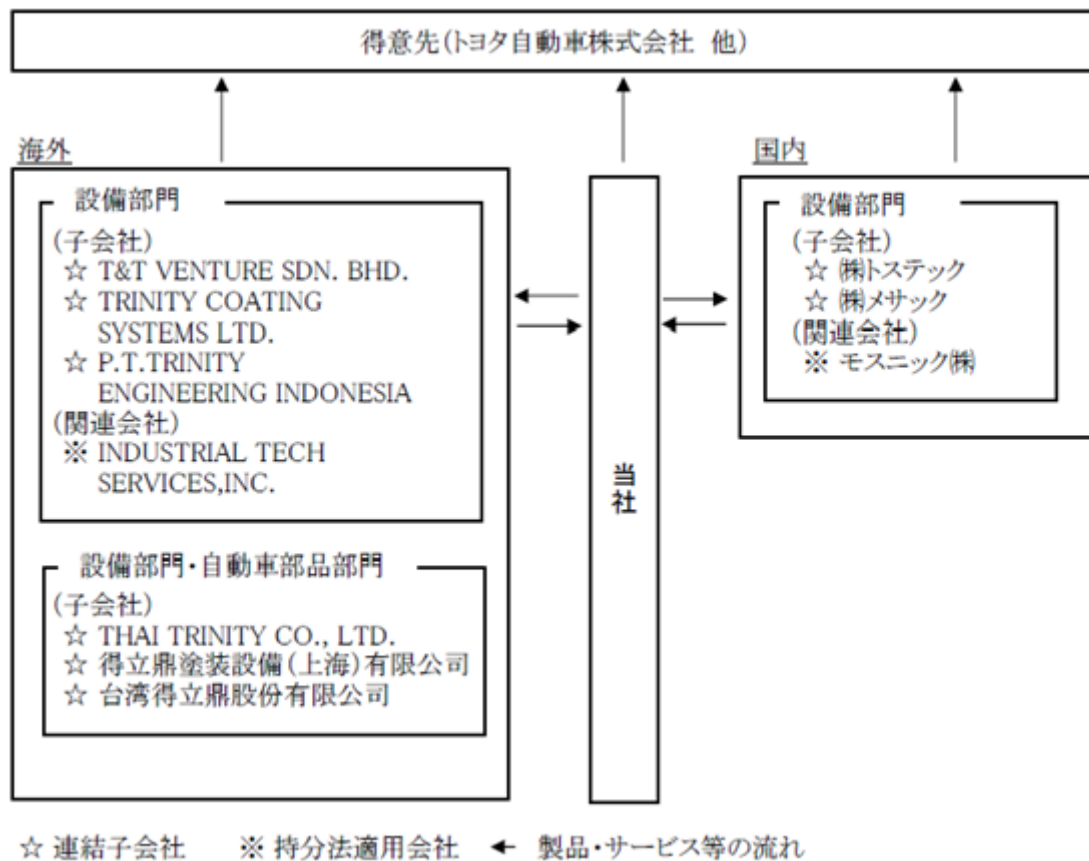 得意先(トヨタ自動車株式会社 他)
海外
設備部門
(子会社)
☆ T&T VENTURE SDN. BHD.
☆ TRINITY COATING
SYSTEMS LTD.
☆ P.T.TRINITY
ENGINEERING INDONESIA
(関連会社)
※ INDUSTRIAL TECH
SERVICES,INC.
設備部門・自動車部品部門
(子会社)
☆ THAI TRINITY CO., LTD.
☆ 得立鼎塗装設備(上海)有限公司
☆ 台湾得立鼎股份有限公司
当社
国内
設備部門
(子会社)
☆ ㈱トステック
☆ ㈱メサック
(関連会社)
※ モスニック㈱
☆ 連結子会社 ※ 持分法適用会社 ← 製品・サービス等の流れ